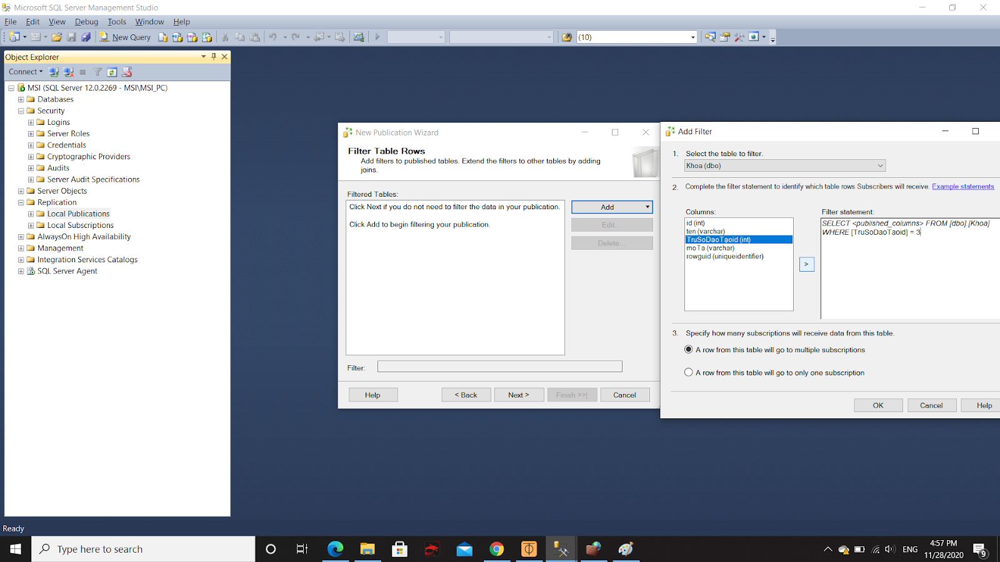 Microsoft SQL Server Management Studio
File Edit View Debug Tools Window Help
New Query
(10)
Object Explorer
Connect
MSI (SQL Server 12.0.2269 - MSI\MSI_PC)
Databases
Security
Logins
Server Roles
Credentials
Cryptographic Providers
Audits
Server Audit Specifications
Server Objects
Replication
Local Publications
Local Subscriptions
AlwaysOn High Availability
Management
Integration Services Catalogs
SQL Server Agent
New Publication Wizard
Filter Table Rows
Add filters to published tables. Extend the filters to other tables by adding
joins.
Filtered Tables:
Click Next if you do not need to filter the data in your publication.
Click Add to begin filtering your publication.
Add
Edit...
Delete...
Filter:
Help
< Back
Next >
Finish >>|
Cancel
Add Filter
1. Select the table to filter.
Khoa (dbo)
2. Complete the filter statement to identify which table rows Subscribers will receive. Example statements
Columns:
id (int)
ten (varchar)
TruSoDaoTạoid (int)
moTa (varchar)
rowguid (uniqueidentifier)
>
Filter statement:
SELECT <published_columns> FROM [dbo].[Khoa]
WHERE [TruSoDaoTạoid] = 3
3. Specify how many subscriptions will receive data from this table.
A row from this table will go to multiple subscriptions
A row from this table will go to only one subscription
OK
Cancel
Help
Ready
Type here to search
ENG
4:57 PM
11/28/2020
9